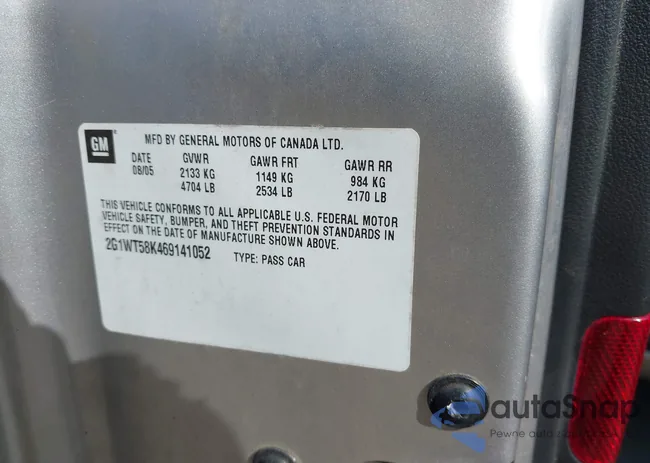 GM
MFD BY GENERAL MOTORS OF CANADA LTD.
DATE GVWR GAWR FRT GAWR RR
08/05 2133 KG 1149 KG 984 KG
4704 LB 2534 LB 2170 LB
THIS VEHICLE CONFORMS TO ALL APPLICABLE U.S. FEDERAL MOTOR
VEHICLE SAFETY, BUMPER, AND THEFT PREVENTION STANDARDS IN
EFFECT ON THE DATE OF MANUFACTURE SHOWN ABOVE.
2G1WT58K469141052 TYPE: PASS CAR
autoSnap